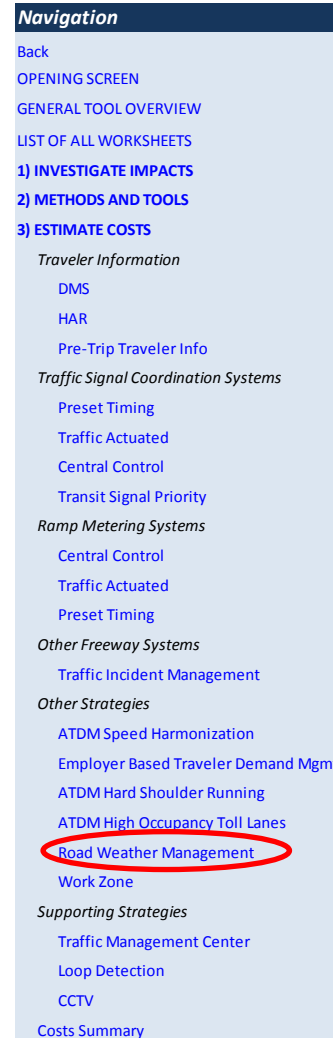 Navigation
Back
OPENING SCREEN
GENERAL TOOL OVERVIEW
LIST OF ALL WORKSHEETS
1) INVESTIGATE IMPACTS
2) METHODS AND TOOLS
3) ESTIMATE COSTS
Traveler Information
DMS
HAR
Pre-Trip Traveler Info
Traffic Signal Coordination Systems
Preset Timing
Traffic Actuated
Central Control
Transit Signal Priority
Ramp Metering Systems
Central Control
Traffic Actuated
Preset Timing
Other Freeway Systems
Traffic Incident Management
Other Strategies
ATDM Speed Harmonization
Employer Based Traveler Demand Mgm
ATDM Hard Shoulder Running
ATDM High Occupancy Toll Lanes
Road Weather Management
Work Zone
Supporting Strategies
Traffic Management Center
Loop Detection
CCTV
Costs Summary